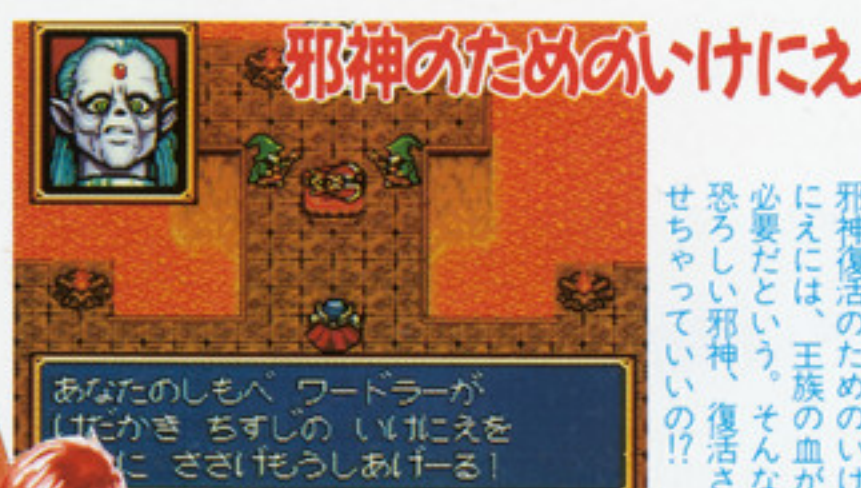 邪神のためのいけにえ
邪神復活のためのいけ
にえには、王族の血が
必要だという。そんな
恐ろしい邪神、復活さ
せちゃっていいの!?
あなたのしもべ ワードラーが
けだかき ちすじの いけにえを
に ささげもうしあげーる!